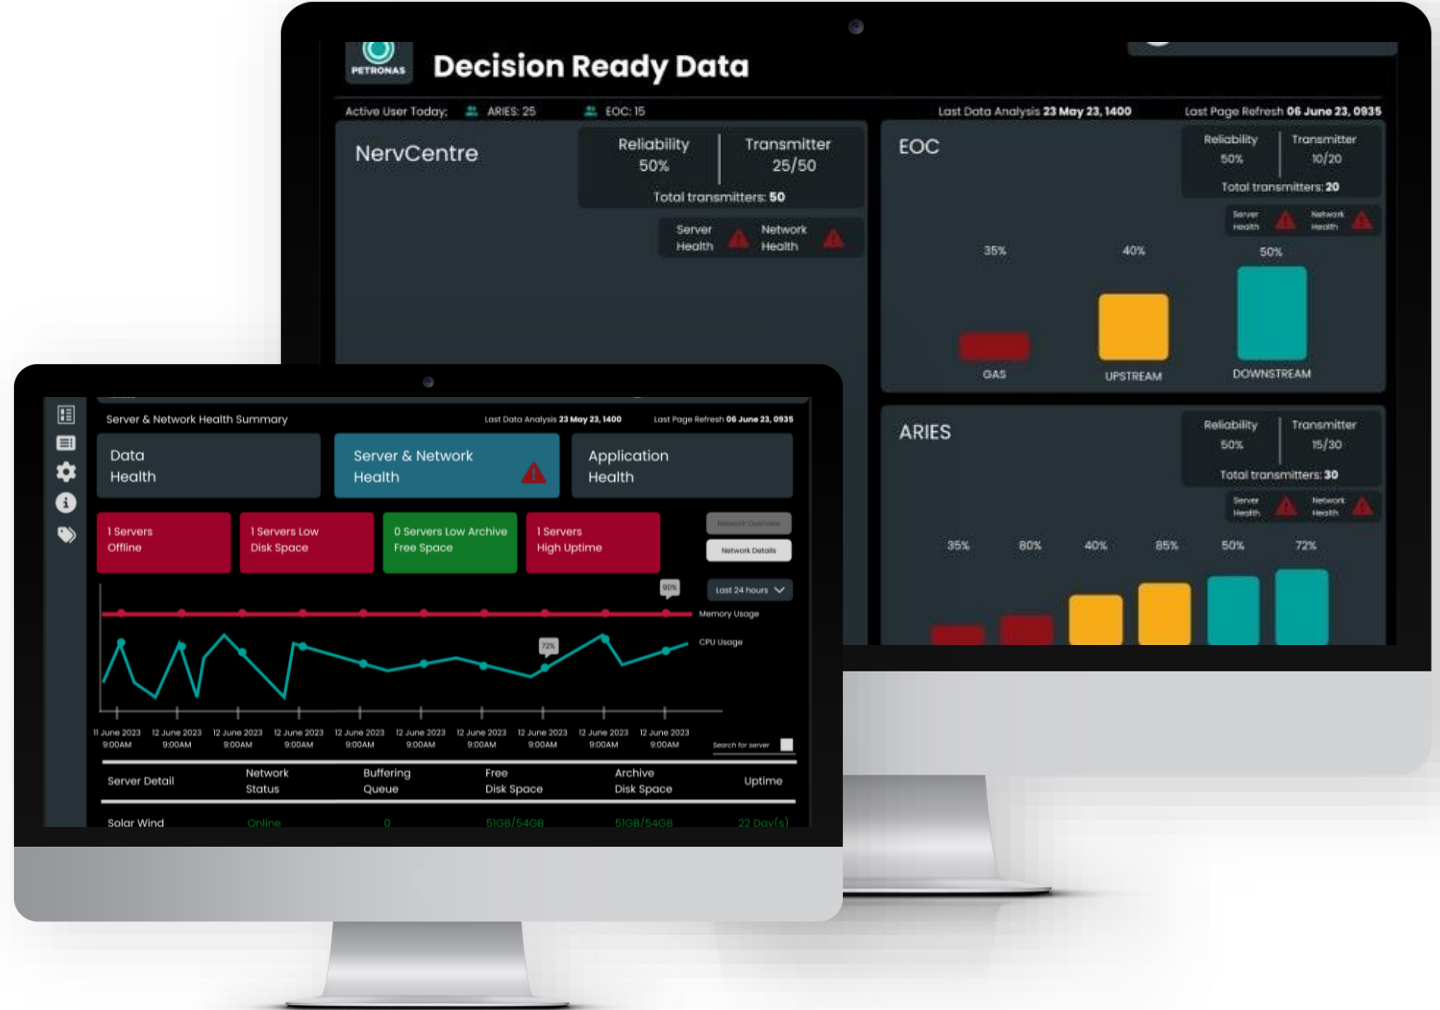 PETRONAS
Decision Ready Data
Active User Today: ARIES: 25 EOC: 15
Last Data Analysis 23 May 23, 1400 Last Page Refresh 06 June 23, 0935
NervCentre
Reliability Transmitter
50% 25/50
Total transmitters: 50
Server Health
Network Health
EOC
Reliability Transmitter
50% 10/20
Total transmitters: 20
Server Health
Network Health
35% 40% 50%
GAS UPSTREAM DOWNSTREAM
ARIES
Reliability Transmitter
50% 15/30
Total transmitters: 30
Server Health
Network Health
35% 80% 40% 85% 50% 72%
Server & Network Health Summary
Last Data Analysis 23 May 23, 1400 Last Page Refresh 06 June 23, 0935
Data
Health
Server & Network
Health
Application
Health
1 Servers
Offline
1 Servers Low
Disk Space
0 Servers Low Archive
Free Space
1 Servers
High Uptime
Network Overview
Network Details
Last 24 hours
90%
Memory Usage
72%
CPU Usage
11 June 2023 12 June 2023 12 June 2023 12 June 2023 12 June 2023 12 June 2023 12 June 2023 12 June 2023 12 June 2023 12 June 2023
9:00AM 9:00AM 9:00AM 9:00AM 9:00AM 9:00AM 9:00AM 9:00AM 9:00AM 9:00AM
Search for server
Server Detail
Network
Status
Buffering
Queue
Free
Disk Space
Archive
Disk Space
Uptime
Solar Wind Online 0 51GB/54GB 51GB/54GB 22 Day(s)